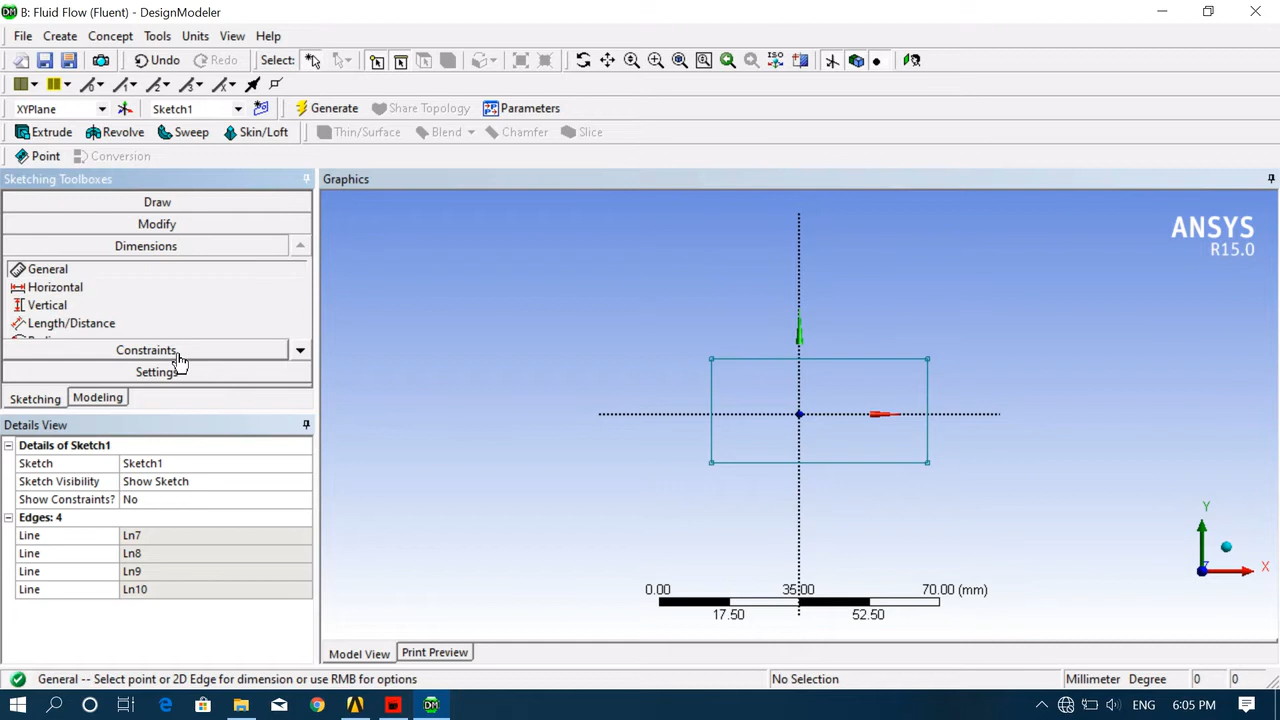 B: Fluid Flow (Fluent) - DesignModeler
File Create Concept Tools Units View Help
Undo Redo Select:
XYPlane Sketch1 Generate Share Topology Parameters
Extrude Revolve Sweep Skin/Loft Thin/Surface Blend Chamfer Slice
Point Conversion
Sketching Toolboxes
Graphics
Draw
Modify
Dimensions
General
Horizontal
Vertical
Length/Distance
Constraints
Settings
Sketching Modeling
Details View
Details of Sketch1
Sketch Sketch1
Sketch Visibility Show Sketch
Show Constraints? No
Edges: 4
Line Ln7
Line Ln8
Line Ln9
Line Ln10
ANSYS
R15.0
Y
X
Z
0.00 35.00 70.00 (mm)
17.50 52.50
Model View Print Preview
General -- Select point or 2D Edge for dimension or use RMB for options
No Selection
Millimeter Degree 0 0
DM
ENG 6:05 PM